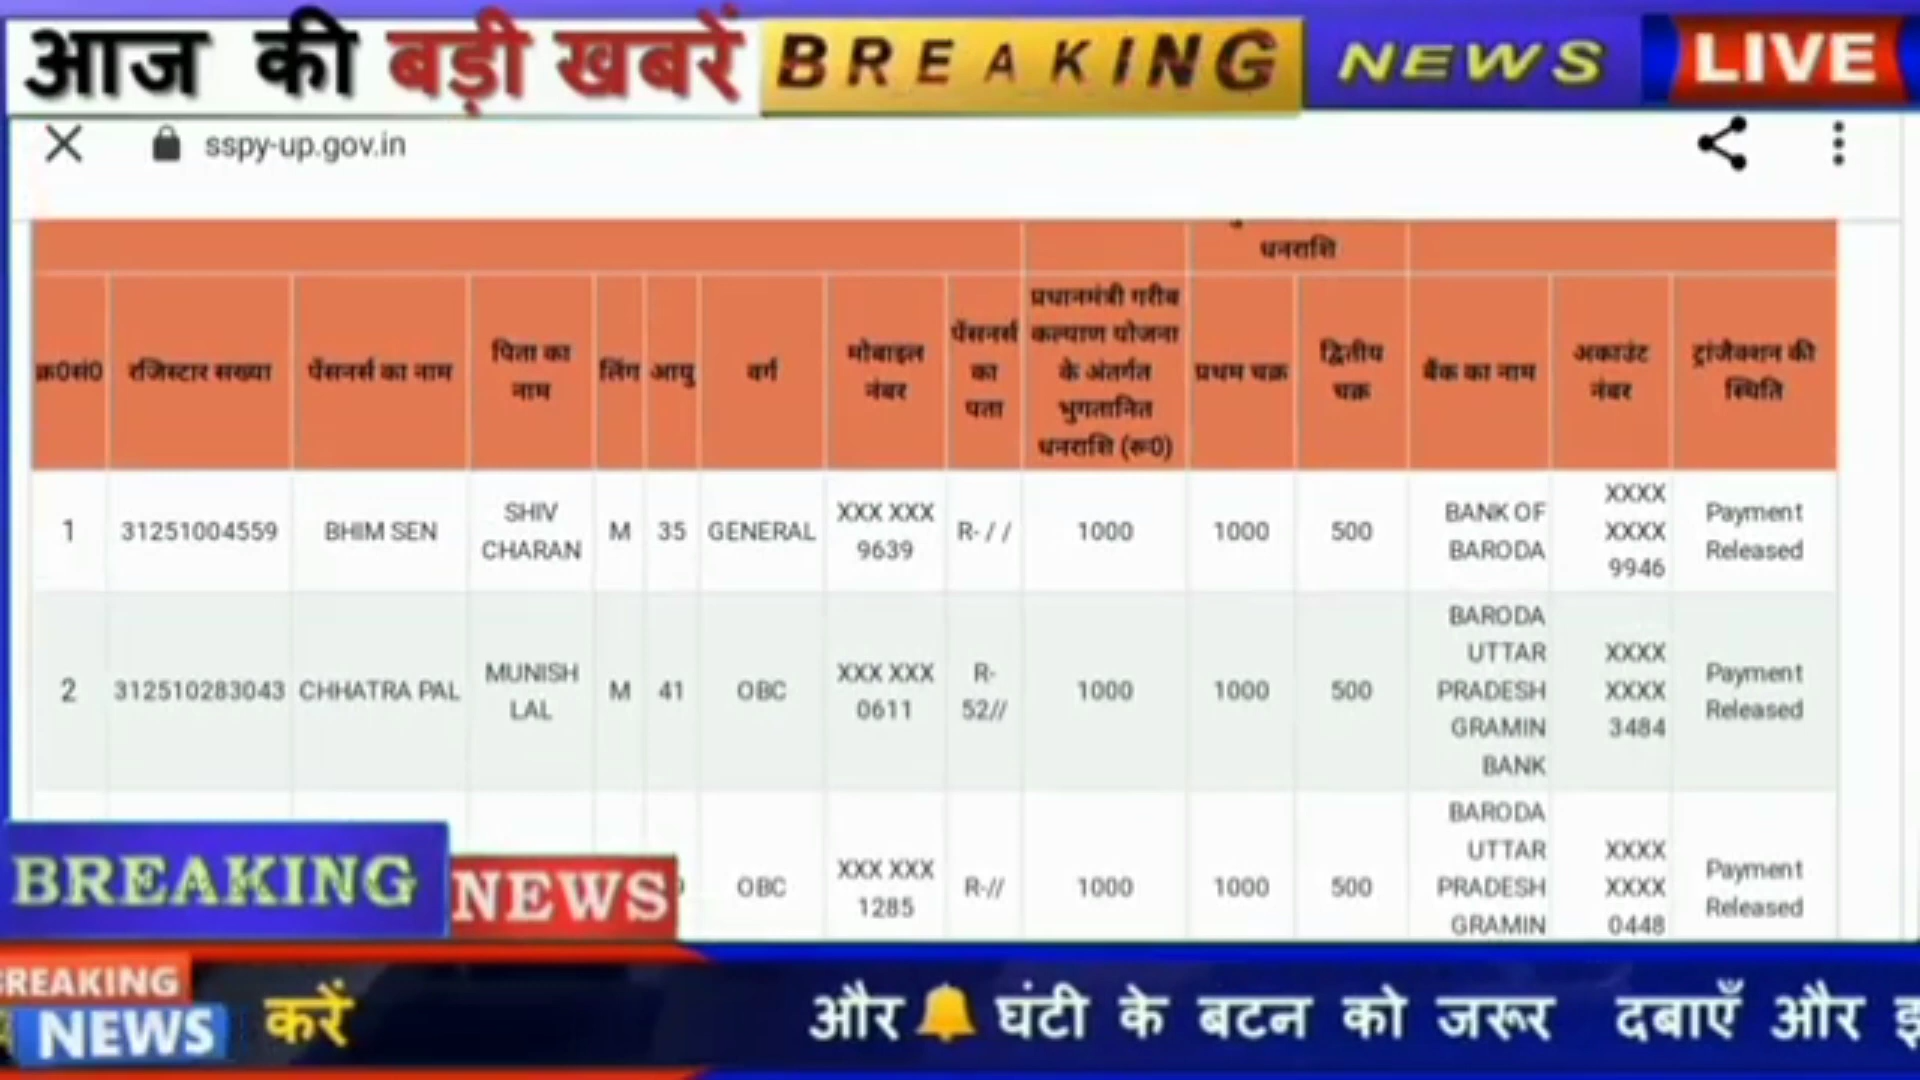 आज की बड़ी खबरें BREAKING NEWS LIVE
sspy-up.gov.in
धनराशि
क्र0सं0 रजिस्टार सख्या पेंसनर्स का नाम पिता का नाम लिंग आयु वर्ग मोबाइल नंबर पेंसनर्स का पता प्रधानमंत्री गरीब कल्याण योजना के अंतर्गत भुगतानित धनराशि (रू0) प्रथम चक्र द्वितीय चक्र बैंक का नाम अकाउंट नंबर ट्रांजैक्शन की स्थिति
1 31251004559 BHIM SEN SHIV CHARAN M 35 GENERAL XXX XXX 9639 R- / / 1000 1000 500 BANK OF BARODA XXXX XXXX 9946 Payment Released
2 312510283043 CHHATRA PAL MUNISH LAL M 41 OBC XXX XXX 0611 R- 52// 1000 1000 500 BARODA UTTAR PRADESH GRAMIN BANK XXXX XXXX 3484 Payment Released
OBC XXX XXX 1285 R-// 1000 1000 500 BARODA UTTAR PRADESH GRAMIN XXXX XXXX 0448 Payment Released
BREAKING NEWS
BREAKING
NEWS करें और घंटी के बटन को जरूर दबाएँ और